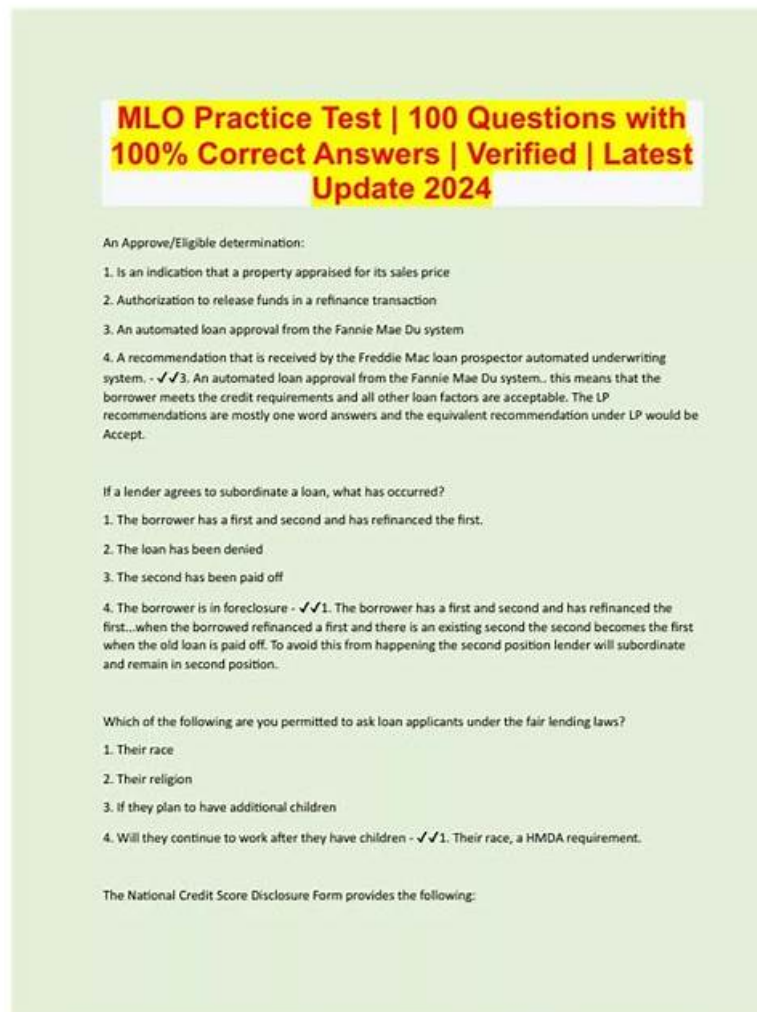 MLO Practice Test | 100 Questions with
100% Correct Answers | Verified | Latest
Update 2024
An Approve/Eligible determination:
1. Is an indication that a property appraised for its sales price
2. Authorization to release funds in a refinance transaction
3. An automated loan approval from the Fannie Mae Du system
4. A recommendation that is received by the Freddie Mac loan prospector automated underwriting
system. - ✓✓3. An automated loan approval from the Fannie Mae Du system.. this means that the
borrower meets the credit requirements and all other loan factors are acceptable. The LP
recommendations are mostly one word answers and the equivalent recommendation under LP would be
Accept.
If a lender agrees to subordinate a loan, what has occurred?
1. The borrower has a first and second and has refinanced the first.
2. The loan has been denied
3. The second has been paid off
4. The borrower is in foreclosure - ✓✓1. The borrower has a first and second and has refinanced the
first...when the borrowed refinanced a first and there is an existing second the second becomes the first
when the old loan is paid off. To avoid this from happening the second position lender will subordinate
and remain in second position.
Which of the following are you permitted to ask loan applicants under the fair lending laws?
1. Their race
2. Their religion
3. If they plan to have additional children
4. Will they continue to work after they have children - ✓✓1. Their race, a HMDA requirement.
The National Credit Score Disclosure Form provides the following: